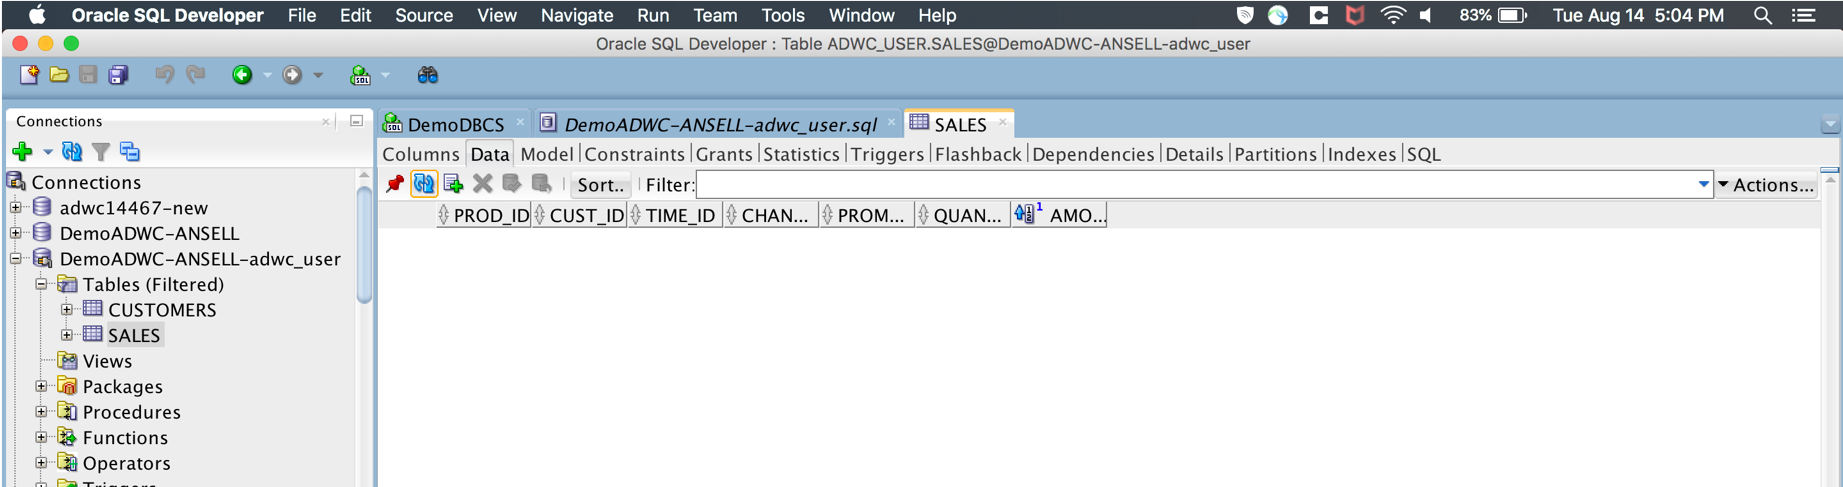 Oracle SQL Developer File Edit Source View Navigate Run Team Tools Window Help 83% Tue Aug 14 5:04 PM
Oracle SQL Developer : Table ADWC_USER.SALES@DemoADWC-ANSELL-adwc_user
Connections
DemoDBCS DemoADWC-ANSELL-adwc_user.sql SALES
Columns Data Model Constraints Grants Statistics Triggers Flashback Dependencies Details Partitions Indexes SQL
Sort.. Filter: Actions...
PROD_ID CUST_ID TIME_ID CHAN... PROM... QUAN... 1 AMO...
Connections
adwc14467-new
DemoADWC-ANSELL
DemoADWC-ANSELL-adwc_user
Tables (Filtered)
CUSTOMERS
SALES
Views
Packages
Procedures
Functions
Operators
Triggers